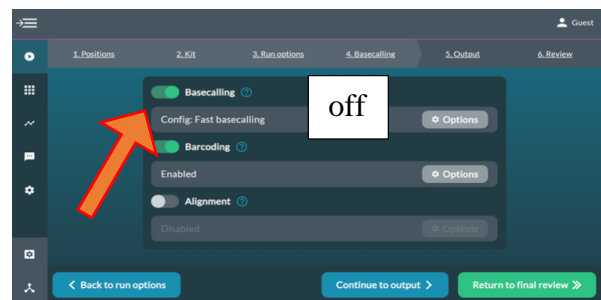 Guest
1. Positions 2. Kit 3. Run options 4. Basecalling 5. Output 6. Review
Basecalling
off
Config: Fast basecalling Options
Barcoding
Enabled Options
Alignment
Disabled Options
Back to run options Continue to output Return to final review